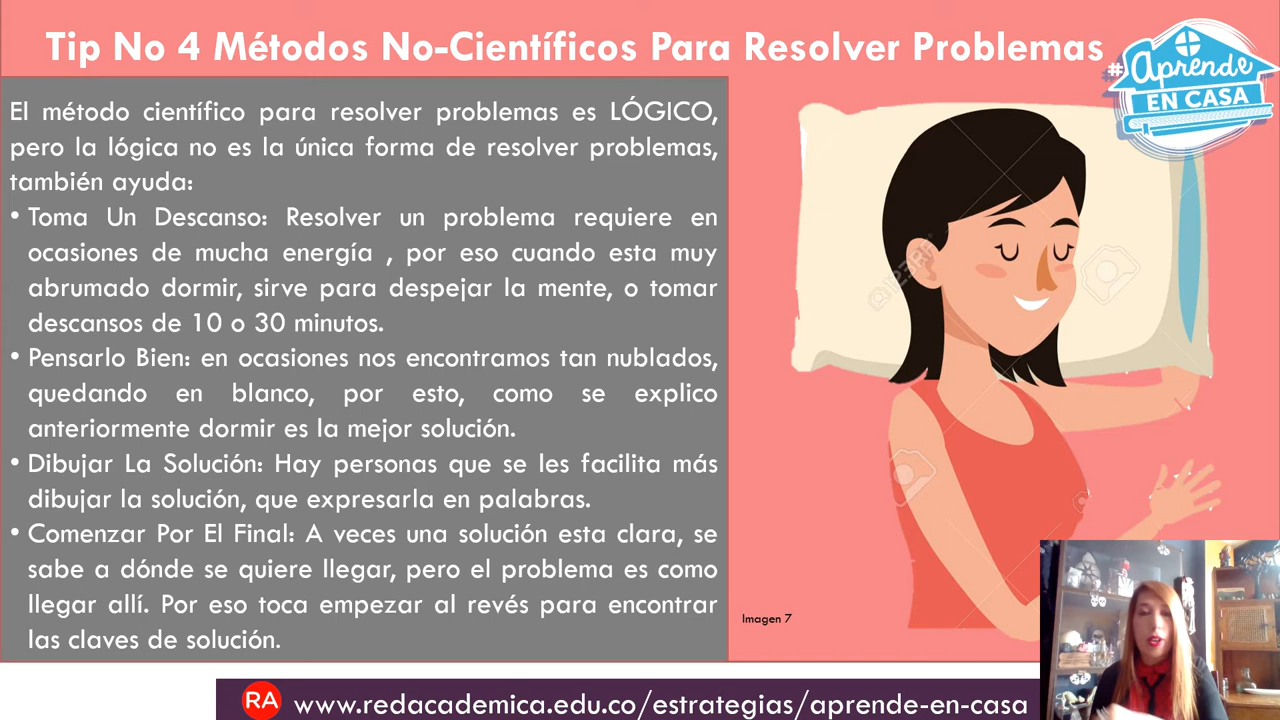 Tip No 4 Métodos No-Científicos Para Resolver Problemas
#Aprende
EN CASA
El método científico para resolver problemas es LÓGICO,
pero la lógica no es la única forma de resolver problemas,
también ayuda:
• Toma Un Descanso: Resolver un problema requiere en
ocasiones de mucha energía , por eso cuando esta muy
abrumado dormir, sirve para despejar la mente, o tomar
descansos de 10 o 30 minutos.
• Pensarlo Bien: en ocasiones nos encontramos tan nublados,
quedando en blanco, por esto, como se explico
anteriormente dormir es la mejor solución.
• Dibujar La Solución: Hay personas que se les facilita más
dibujar la solución, que expresarla en palabras.
• Comenzar Por El Final: A veces una solución esta clara, se
sabe a dónde se quiere llegar, pero el problema es como
llegar allí. Por eso toca empezar al revés para encontrar
las claves de solución.
Imagen 7
RA www.redacademica.edu.co/estrategias/aprende-en-casa